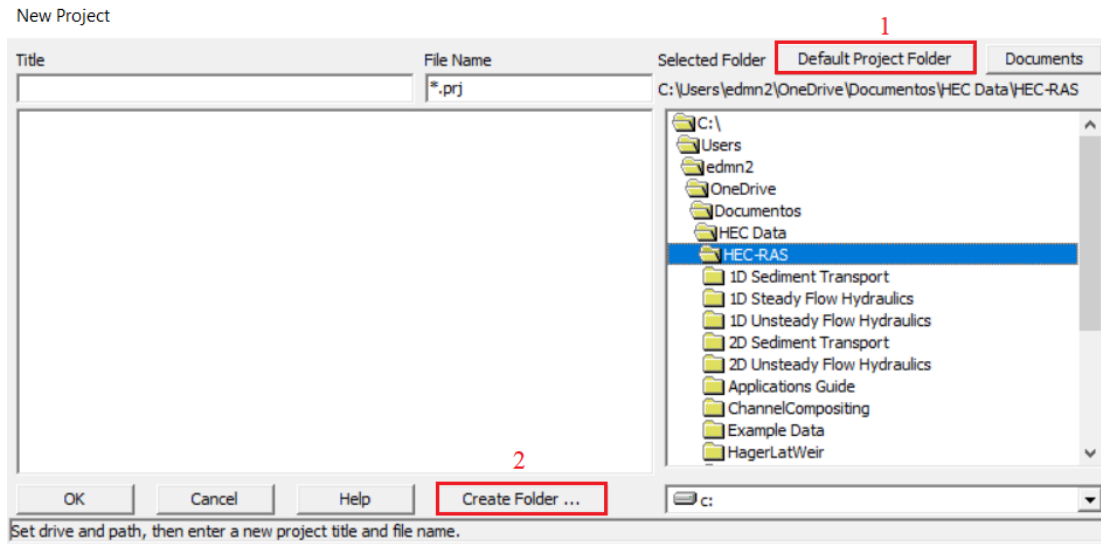 New Project
1
Title
File Name
Selected Folder
Default Project Folder
Documents
*.prj
C:\Users\edmn2\OneDrive\Documentos\HEC Data\HEC-RAS
C:\
Users
edmn2
OneDrive
Documentos
HEC Data
HEC-RAS
1D Sediment Transport
1D Steady Flow Hydraulics
1D Unsteady Flow Hydraulics
2D Sediment Transport
2D Unsteady Flow Hydraulics
Applications Guide
ChannelCompositing
Example Data
HagerLatWeir
2
OK
Cancel
Help
Create Folder ...
c:
Set drive and path, then enter a new project title and file name.